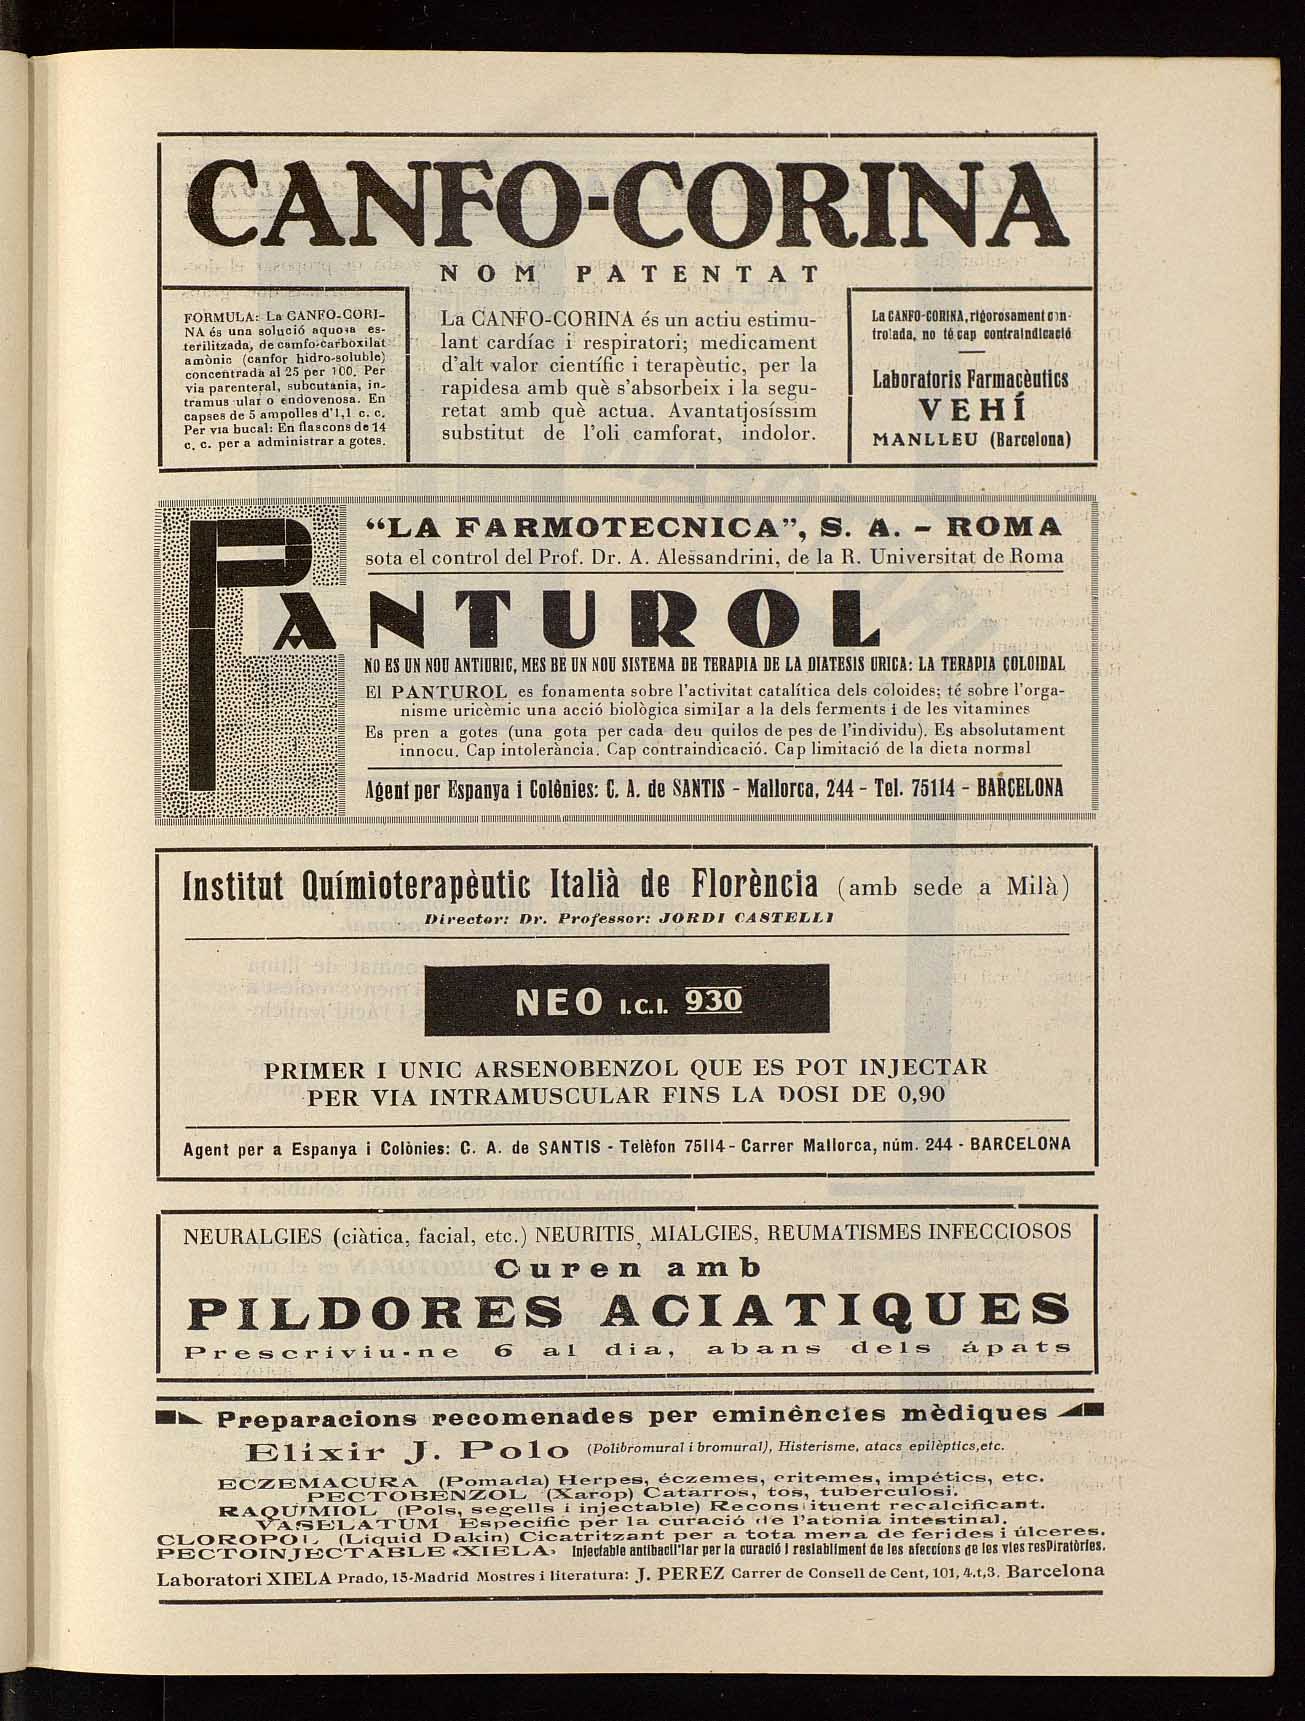 CANFO-CORINA
NOM PATENTAT
FORMULA: La CANFO-CORI-
NA és una solució aquosa es-
terilitzada, de camfo-carboxilat
amònic (canfor hidro-soluble)
concentrada al 25 per 100. Per
via parenteral, subcutània, in-
tramuscular o endovenosa. En
capses de 5 ampolles d'1,1 c. c.
Per via bucal: En flascons de 14
c. c. per a administrar a gotes.
La CANFO-CORINA és un actiu estimu-
lant cardíac i respiratori; medicament
d'alt valor científic i terapèutic, per la
rapidesa amb què s'absorbeix i la segu-
retat amb què actua. Avantatjosíssim
substitut de l'oli camforat, indolor.
La CANFO-CORINA, rigorosament con-
trolada, no té cap contraindicació
Laboratoris Farmacèutics
VEHÍ
MANLLEU (Barcelona)
"LA FARMOTECNICA", S. A. - ROMA
sota el control del Prof. Dr. A. Alessandrini, de la R. Universitat de Roma
PANTUROL
NO ES UN NOU ANTIURIC, MES BE UN NOU SISTEMA DE TERAPIA DE LA DIATESIS URICA: LA TERAPIA COLOIDAL
El PANTUROL es fonamenta sobre l'activitat catalítica dels coloides; té sobre l'orga-
nisme uricèmic una acció biològica similar a la dels ferments i de les vitamines
Es pren a gotes (una gota per cada deu quilos de pes de l'individu). Es absolutament
innocu. Cap intolerància. Cap contraindicació. Cap limitació de la dieta normal
Agent per Espanya i Colònies: C. A. de SANTIS - Mallorca, 244 - Tel. 75114 - BARCELONA
Institut Químioterapèutic Italià de Florència (amb sede a Milà)
Director: Dr. Professor: JORDI CASTELLI
NEO I.C.I. 930
PRIMER I UNIC ARSENOBENZOL QUE ES POT INJECTAR
PER VIA INTRAMUSCULAR FINS LA DOSI DE 0,90
Agent per a Espanya i Colònies: C. A. de SANTIS - Telèfon 75114 - Carrer Mallorca, núm. 244 - BARCELONA
NEURALGIES (ciàtica, facial, etc.) NEURITIS, MIALGIES, REUMATISMES INFECCIOSOS
Curen amb
PILDORES ACIATIQUES
Prescriviu-ne 6 al dia, abans dels ápats
Preparacions recomenades per eminències mèdiques
Elixir J. Polo (Polibromural i bromural), Histerisme, atacs epilèptics, etc.
ECZEMACURA (Pomada) Herpes, éczemes, eritemes, impétics, etc.
PECTOBENZOL (Xarop) Catarros, tos, tuberculosi.
RAQUIMIOL (Pols, segells i injectable) Reconstituent recalcificant.
VASELATUM Especific per la curació de l'atonia intestinal.
CLOROPOL (Liquid Dakin) Cicatritzant per a tota mena de ferides i úlceres.
PECTOINJECTABLE «XIELA» Injectable antibacil'lar per la curació i restabliment de les afeccions de les vies respiratòries.
Laboratori XIELA Prado, 15-Madrid Mostres i literatura: J. PEREZ Carrer de Consell de Cent, 101, 4.t, 3. Barcelona